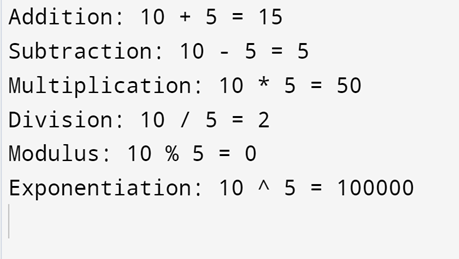 Addition: 10 + 5 = 15
Subtraction: 10 - 5 = 5
Multiplication: 10 * 5 = 50
Division: 10 / 5 = 2
Modulus: 10 % 5 = 0
Exponentiation: 10 ^ 5 = 100000